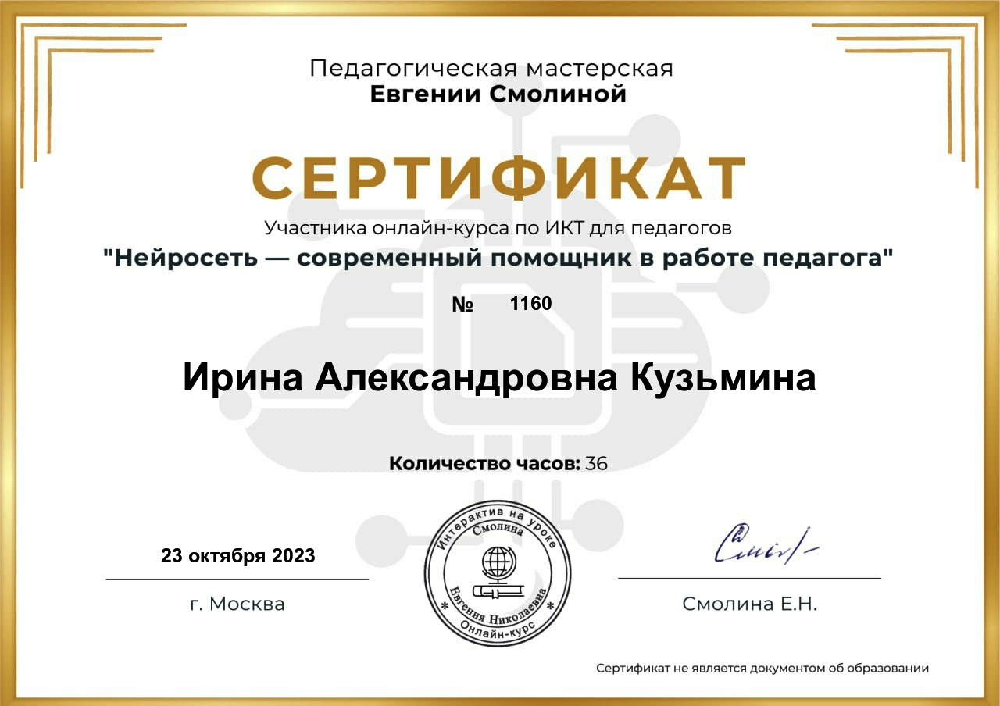 Педагогическая мастерская
Евгении Смолиной
СЕРТИФИКАТ
Участника онлайн-курса по ИКТ для педагогов
"Нейросеть — современный помощник в работе педагога"
№ 1160
Ирина Александровна Кузьмина
Количество часов: 36
Интерактив на уроке
Смолина
Евгения Николаевна
* Онлайн-курс *
23 октября 2023
г. Москва
Смолина Е.Н.
Сертификат не является документом об образовании